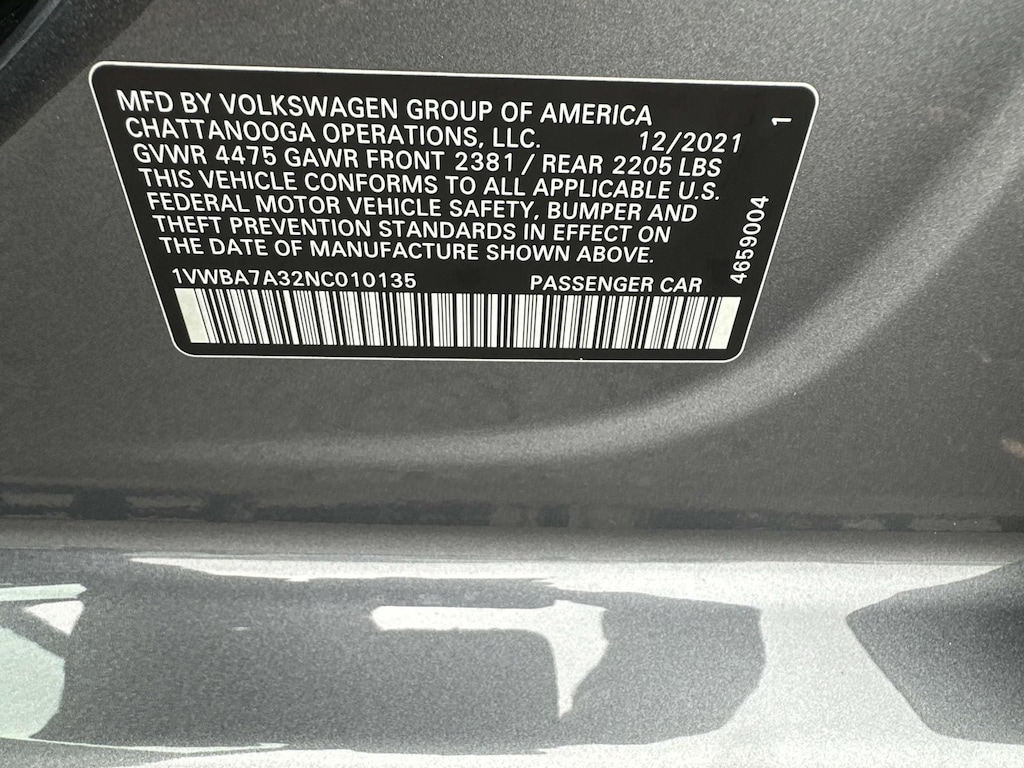 MFD BY VOLKSWAGEN GROUP OF AMERICA
CHATTANOOGA OPERATIONS, LLC. 12/2021
GVWR 4475 GAWR FRONT 2381 / REAR 2205 LBS
THIS VEHICLE CONFORMS TO ALL APPLICABLE U.S.
FEDERAL MOTOR VEHICLE SAFETY, BUMPER AND
THEFT PREVENTION STANDARDS IN EFFECT ON
THE DATE OF MANUFACTURE SHOWN ABOVE.
1VWBA7A32NC010135 PASSENGER CAR
4659004
1